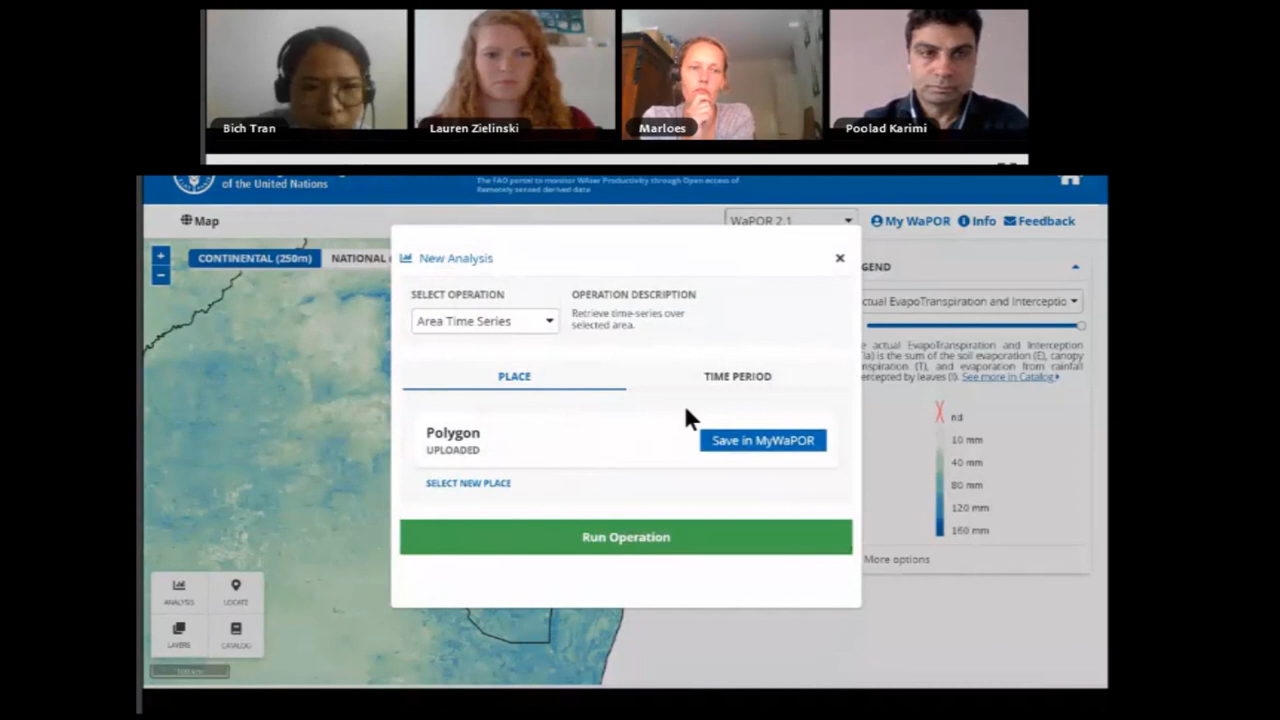 Bich Tran
Lauren Zielinski
Marloes
Poolad Karimi
of the United Nations
The FAO portal to monitor WAter Productivity through Open access of
Remotely sensed derived data
Map
WaPOR 2.1
My WaPOR
Info
Feedback
+
−
CONTINENTAL (250m)
NATIONAL
New Analysis
SELECT OPERATION
OPERATION DESCRIPTION
Area Time Series
Retrieve time-series over
selected area.
PLACE
TIME PERIOD
Polygon
UPLOADED
Save in MyWaPOR
SELECT NEW PLACE
Run Operation
GEND
ctual EvapoTranspiration and Interceptio
e actual EvapoTranspiration and Interception
Ia) is the sum of the soil evaporation (E), canopy
nspiration (T), and evaporation from rainfall
ercepted by leaves (I). See more in Catalog
nd
10 mm
40 mm
80 mm
120 mm
160 mm
More options
ANALYSIS
LOCATE
LAYERS
CATALOG